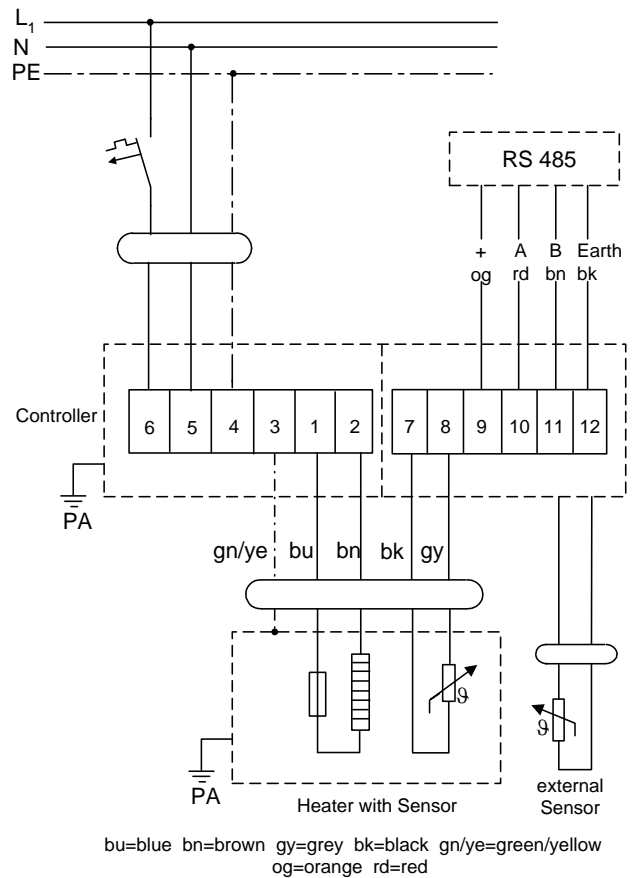 L1
N
PE
RS 485
+ A B Earth
og rd bn bk
Controller
6 5 4 3 1 2 7 8 9 10 11 12
PA
gn/ye bu bn bk gy
ϑ
ϑ
PA
Heater with Sensor
external
Sensor
bu=blue bn=brown gy=grey bk=black gn/ye=green/yellow
og=orange rd=red